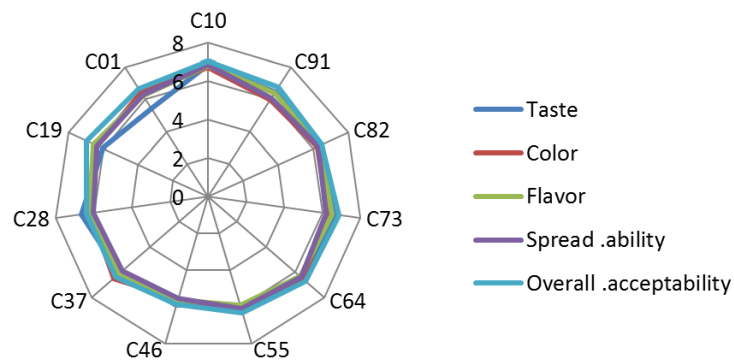 C10
8
C01
C91
6
C19
4
C82
2
0
C28
C73
C37
C64
C46
C55
Taste
Color
Flavor
Spread .ability
Overall .acceptability